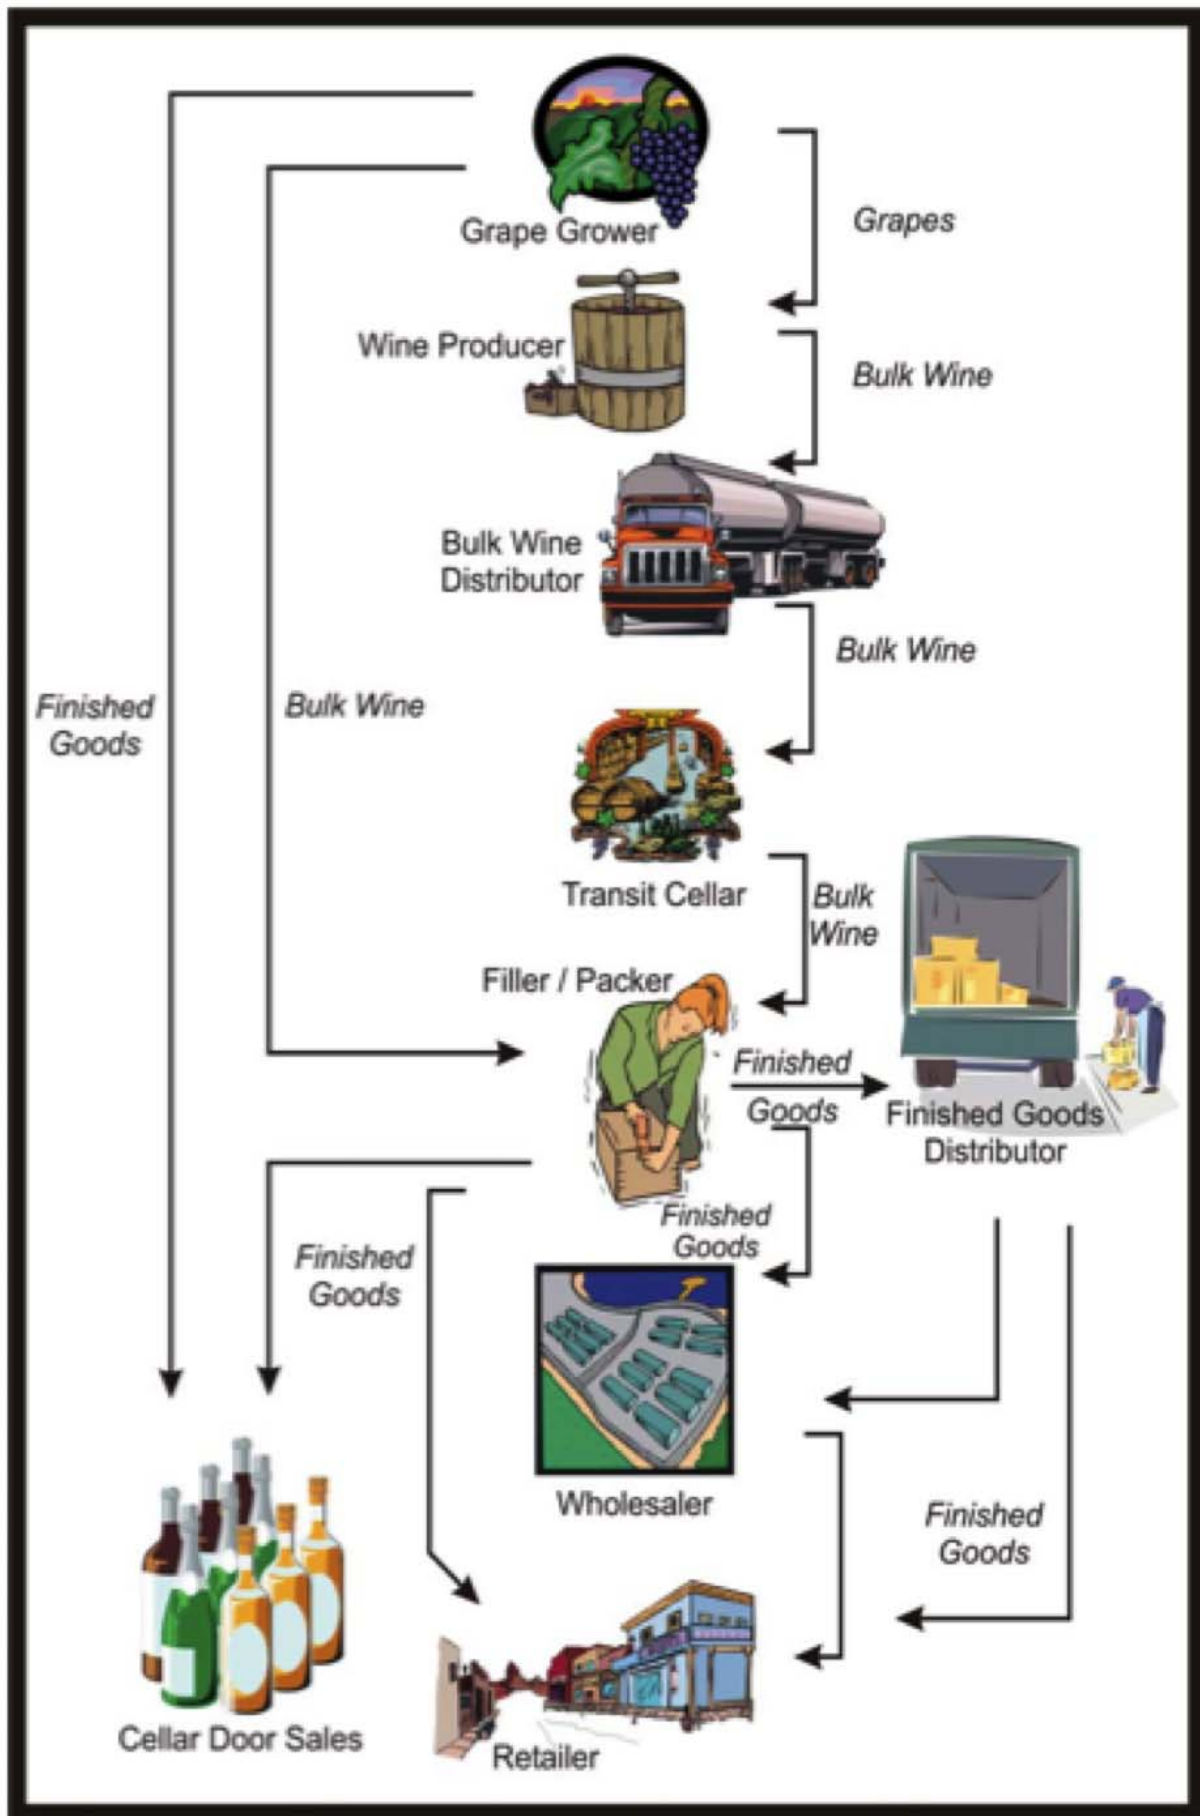 Grape Grower
Grapes
Wine Producer
Bulk Wine
Bulk Wine
Distributor
Bulk Wine
Finished
Goods
Bulk Wine
Transit Cellar
Bulk
Wine
Filler / Packer
Finished
Goods
Finished Goods
Distributor
Finished
Goods
Finished
Goods
Wholesaler
Finished
Goods
Cellar Door Sales
Retailer